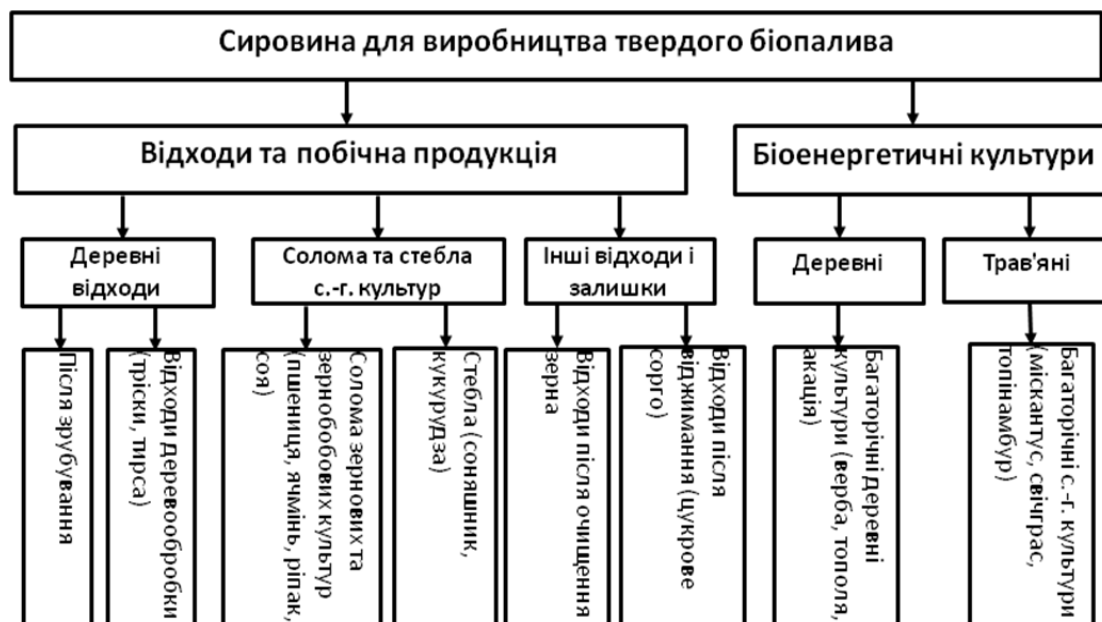 Сировина для виробництва твердого біопалива
Відходи та побічна продукція
Біоенергетичні культури
Деревні
відходи
Солома та стебла
с.-г. культур
Інші відходи і
залишки
Деревні
Трав'яні
Після зрубування
Відходи деревообробки
(тріски, тирса)
Солома зернових та
зернобобових культур
(пшениця, ячмінь, ріпак,
соя)
Стебла (соняшник,
кукурудза)
Відходи після очищення
зерна
Відходи після
віджимання (цукрове
сорго)
Багаторічні деревні
культури (верба, тополя,
акація)
Багаторічні с.-г. культури
(міскантус, свічграс,
топінамбур)